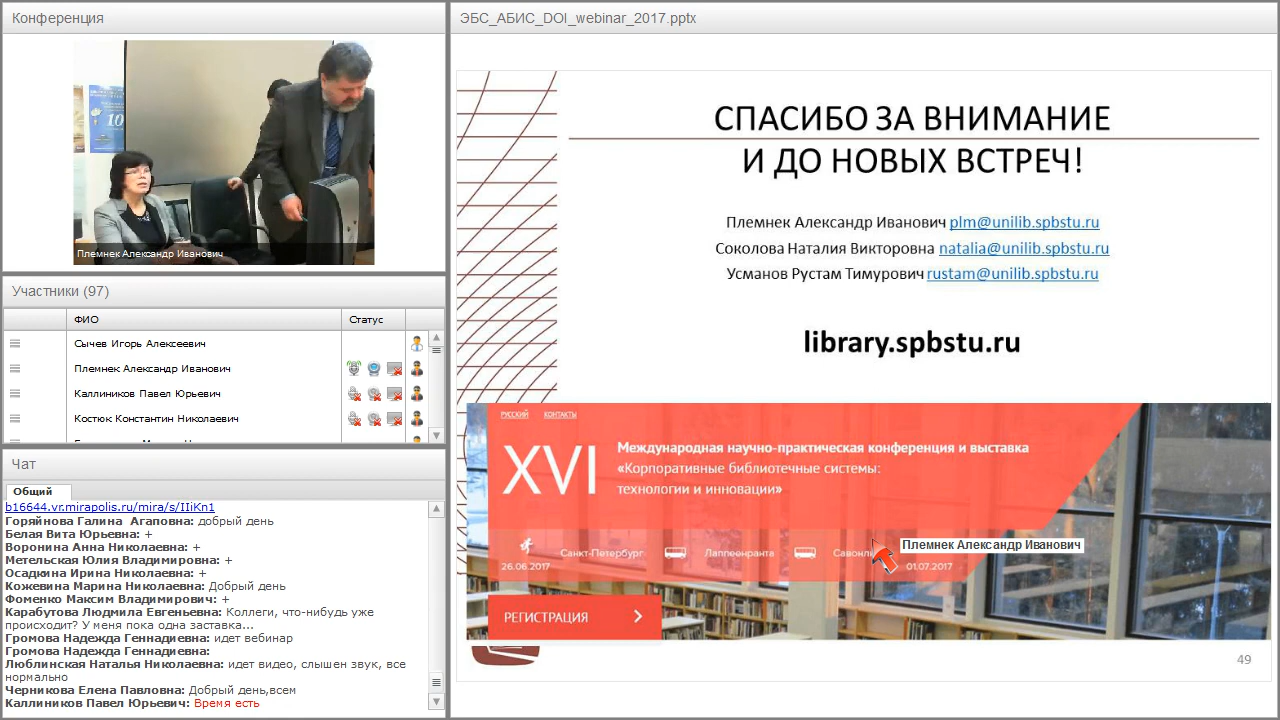 Конференция
Племнек Александр Иванович
Участники (97)
ФИО
Статус
Сычев Игорь Алексеевич
Племнек Александр Иванович
Каллиников Павел Юрьевич
Костюк Константин Николаевич
Чат
Общий
b16644.vr.mirapolis.ru/mira/s/IIiKn1
Горяйнова Галина Агаповна: добрый день
Белая Вита Юрьевна: +
Воронина Анна Николаевна: +
Метельская Юлия Владимировна: +
Осадкина Ирина Николаевна: +
Кожевина Марина Николаевна: Добрый день
Фоменко Максим Владимирович: +
Карабутова Людмила Евгеньевна: Коллеги, что-нибудь уже
происходит? У меня пока одна заставка...
Громова Надежда Геннадиевна: идет вебинар
Громова Надежда Геннадиевна:
Люблинская Наталья Николаевна: идет видео, слышен звук, все
нормально
Черникова Елена Павловна: Добрый день,всем
Каллиников Павел Юрьевич: Время есть
ЭБС_АБИС_DOI_webinar_2017.pptx
СПАСИБО ЗА ВНИМАНИЕ
И ДО НОВЫХ ВСТРЕЧ!
Племнек Александр Иванович plm@unilib.spbstu.ru
Соколова Наталия Викторовна natalia@unilib.spbstu.ru
Усманов Рустам Тимурович rustam@unilib.spbstu.ru
library.spbstu.ru
РУССКИЙ КОНТАКТЫ
XVI
Международная научно-практическая конференция и выставка
«Корпоративные библиотечные системы:
технологии и инновации»
Санкт-Петербург Лаппеенранта
Племнек Александр Иванович
26.06.2017 01.07.2017
РЕГИСТРАЦИЯ
49